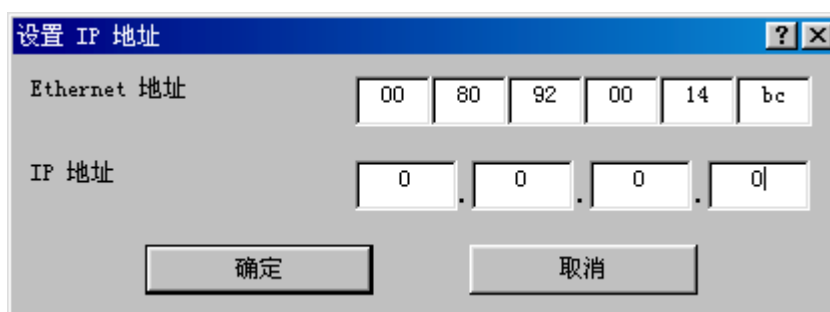 设置 IP 地址
Ethernet 地址 00 80 92 00 14 bc
IP 地址 0 . 0 . 0 . 0
确定 取消